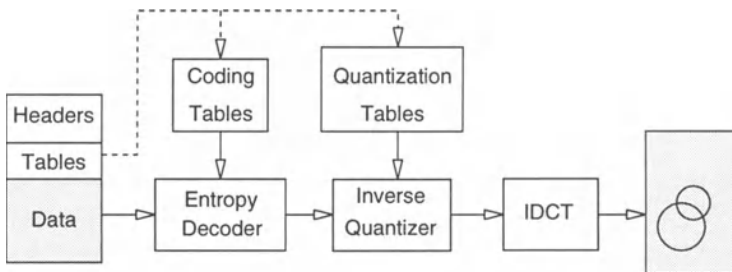 Coding
Tables
Quantization
Tables
Headers
Tables
Data
Entropy
Decoder
Inverse
Quantizer
IDCT